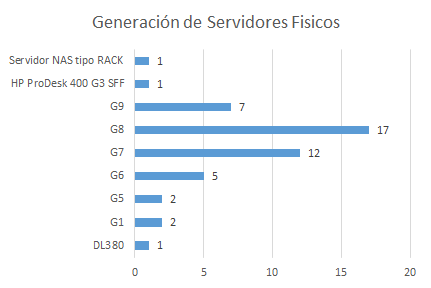 Generación de Servidores Fisicos
Servidor NAS tipo RACK 1
HP ProDesk 400 G3 SFF 1
G9 7
G8 17
G7 12
G6 5
G5 2
G1 2
DL380 1
0 5 10 15 20